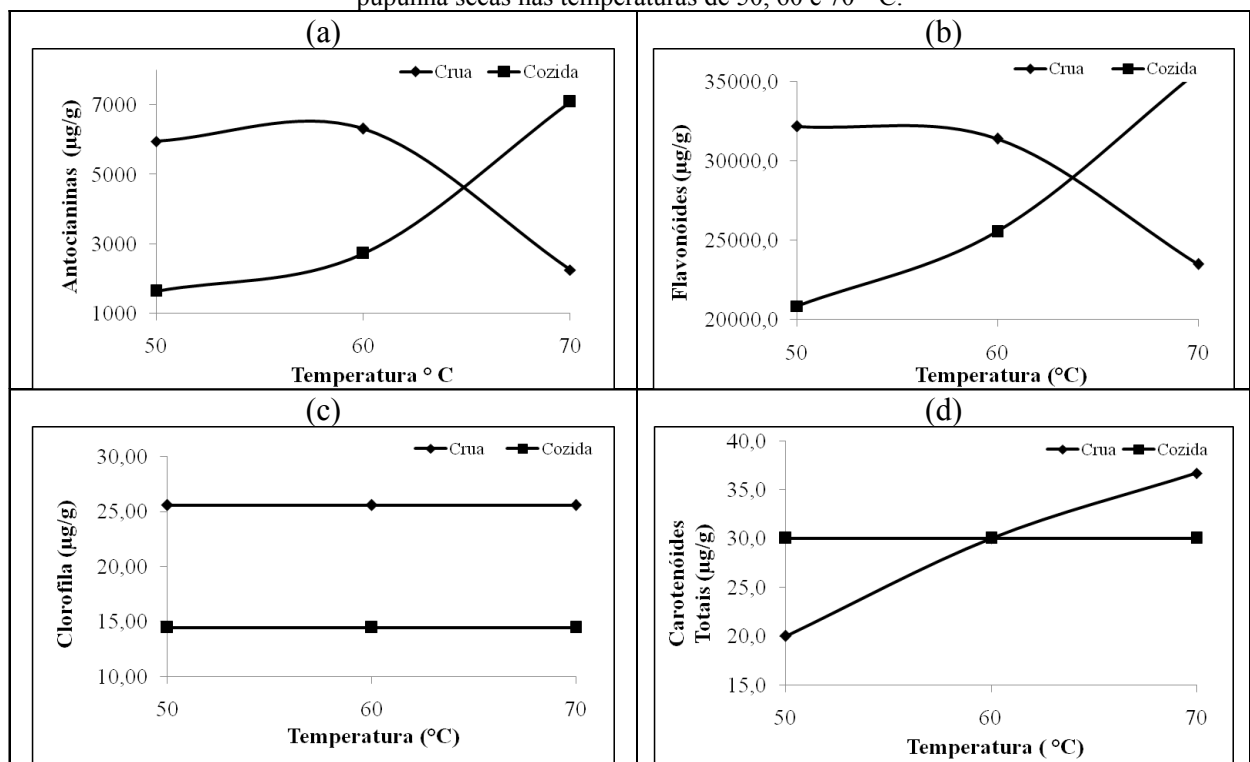 pupunha secas nas temperaturas de 50, 60 e 70 ° C.
(a)
Crua Cozida
Antocianinas (µg/g)
7000
5000
3000
1000
50 60 70
Temperatura ° C
(b)
Crua Cozida
Flavonóides (µg/g)
35000,0
30000,0
25000,0
20000,0
50 60 70
Temperatura (°C)
(c)
Crua Cozida
Clorofila (µg/g)
30,00
25,00
20,00
15,00
10,00
50 60 70
Temperatura (°C)
(d)
Crua Cozida
Carotenóides
Totais (µg/g)
40,0
35,0
30,0
25,0
20,0
15,0
50 60 70
Temperatura ( °C)